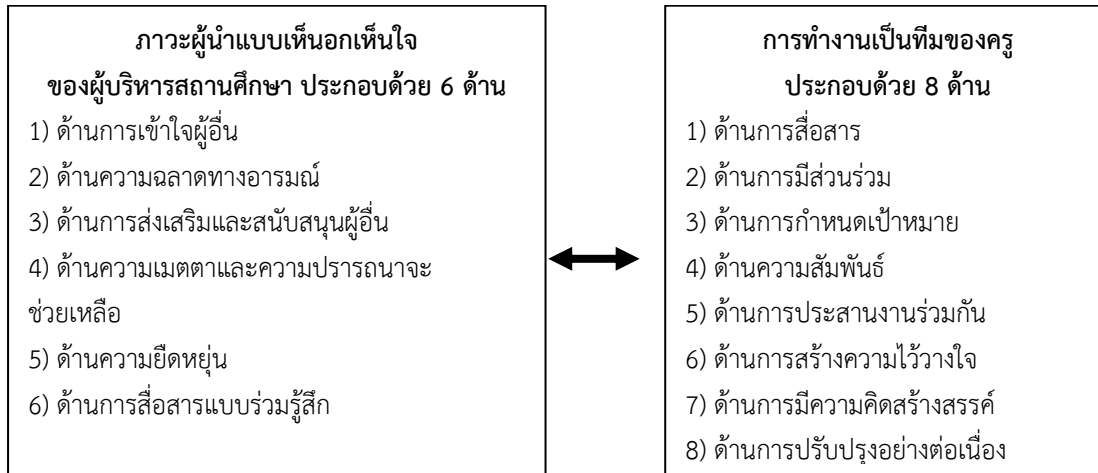 ภาวะผู้นำแบบเห็นอกเห็นใจ
ของผู้บริหารสถานศึกษา ประกอบด้วย 6 ด้าน
1) ด้านการเข้าใจผู้อื่น
2) ด้านความฉลาดทางอารมณ์
3) ด้านการส่งเสริมและสนับสนุนผู้อื่น
4) ด้านความเมตตาและความปรารถนาจะ
ช่วยเหลือ
5) ด้านความยืดหยุ่น
6) ด้านการสื่อสารแบบร่วมรู้สึก
การทำงานเป็นทีมของครู
ประกอบด้วย 8 ด้าน
1) ด้านการสื่อสาร
2) ด้านการมีส่วนร่วม
3) ด้านการกำหนดเป้าหมาย
4) ด้านความสัมพันธ์
5) ด้านการประสานงานร่วมกัน
6) ด้านการสร้างความไว้วางใจ
7) ด้านการมีความคิดสร้างสรรค์
8) ด้านการปรับปรุงอย่างต่อเนื่อง